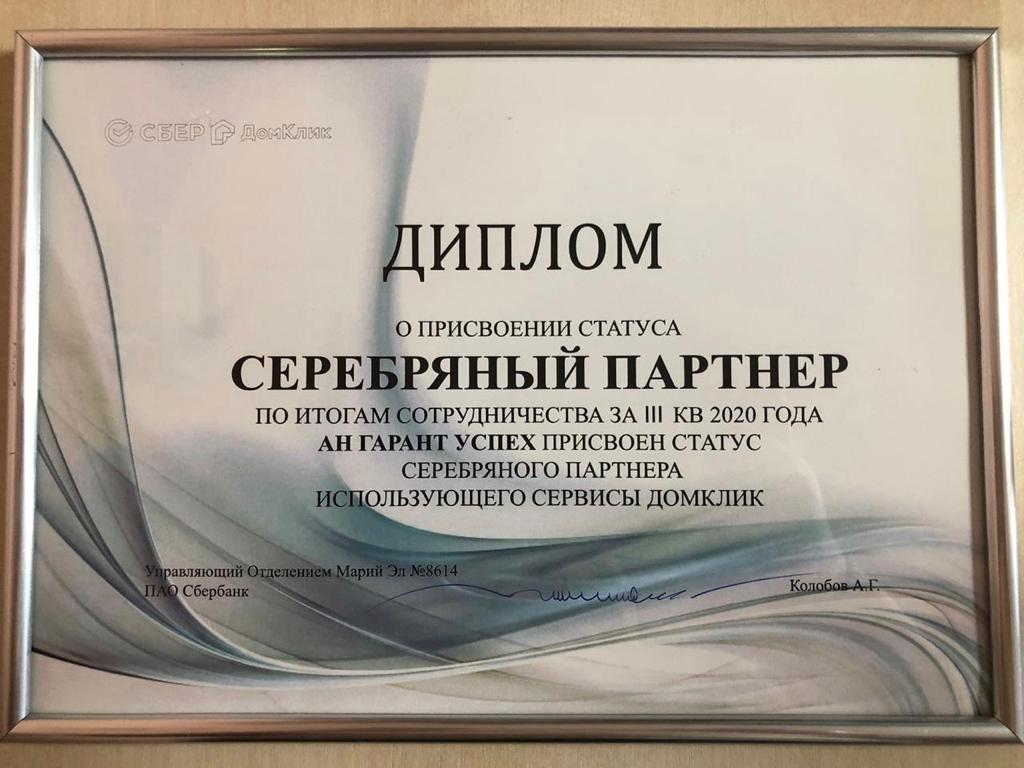 СБЕР ДомКлик
ДИПЛОМ
О ПРИСВОЕНИИ СТАТУСА
СЕРЕБРЯНЫЙ ПАРТНЕР
ПО ИТОГАМ СОТРУДНИЧЕСТВА ЗА III КВ 2020 ГОДА
АН ГАРАНТ УСПЕХ ПРИСВОЕН СТАТУС
СЕРЕБРЯНОГО ПАРТНЕРА
ИСПОЛЬЗУЮЩЕГО СЕРВИСЫ ДОМКЛИК
Управляющий Отделением Марий Эл №8614
ПАО Сбербанк
Колобов А.Г.